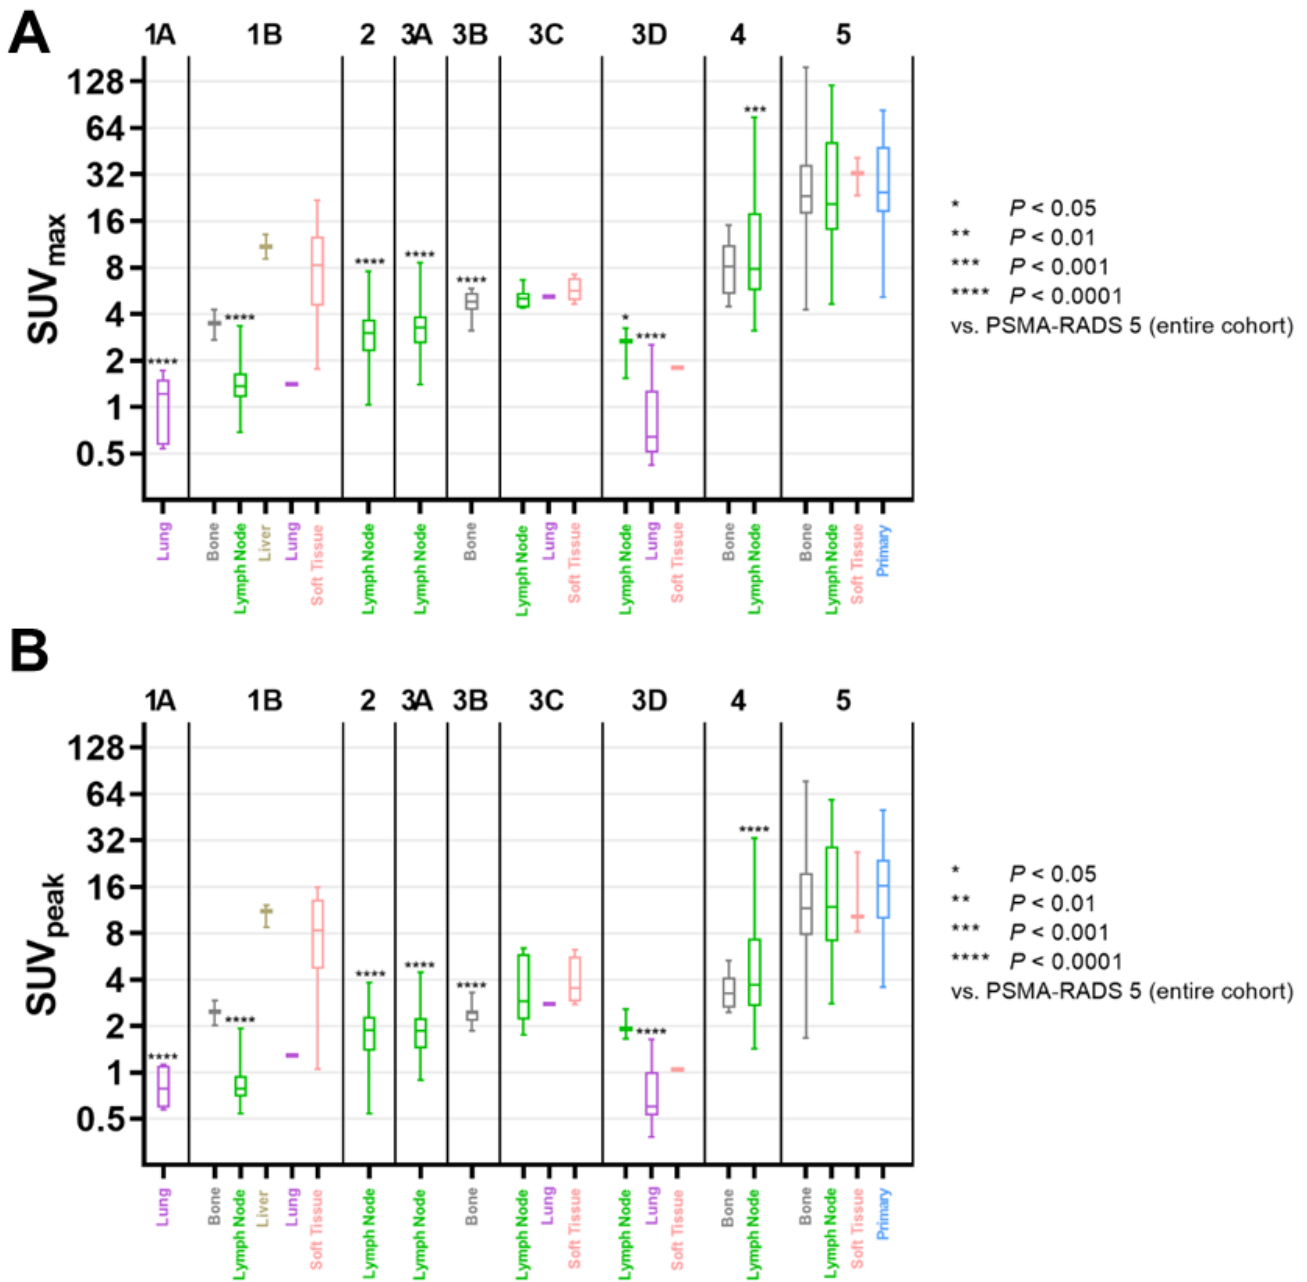 A
1A 1B 2 3A 3B 3C 3D 4 5
SUVmax
128
64
32
16
8
4
2
1
0.5
**** **** **** **** **** * **** ***
* P < 0.05
** P < 0.01
*** P < 0.001
**** P < 0.0001
vs. PSMA-RADS 5 (entire cohort)
Lung Bone Lymph Node Liver Lung Soft Tissue Lymph Node Lymph Node Bone Lymph Node Lung Soft Tissue Lymph Node Lung Soft Tissue Bone Lymph Node Bone Lymph Node Soft Tissue Primary
B
1A 1B 2 3A 3B 3C 3D 4 5
SUVpeak
128
64
32
16
8
4
2
1
0.5
**** **** **** **** **** **** ****
* P < 0.05
** P < 0.01
*** P < 0.001
**** P < 0.0001
vs. PSMA-RADS 5 (entire cohort)
Lung Bone Lymph Node Liver Lung Soft Tissue Lymph Node Lymph Node Bone Lymph Node Lung Soft Tissue Lymph Node Lung Soft Tissue Bone Lymph Node Bone Lymph Node Soft Tissue Primary